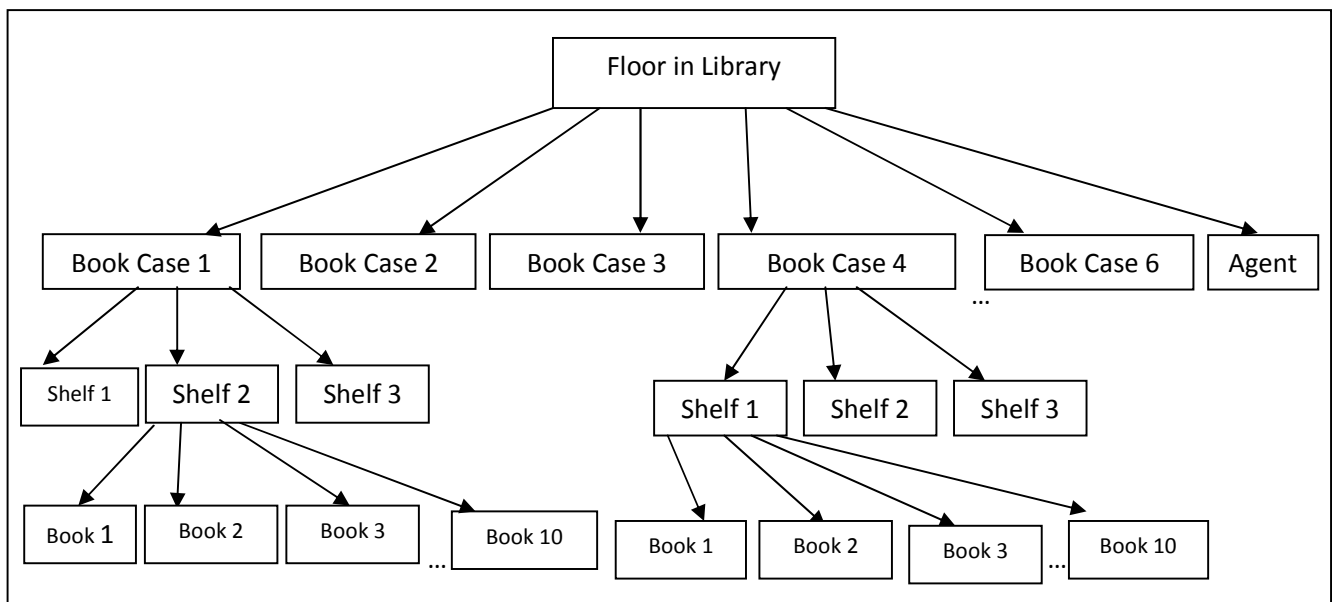 Floor in Library
Book Case 1
Book Case 2
Book Case 3
Book Case 4
Book Case 6
Agent
...
Shelf 1
Shelf 2
Shelf 3
Shelf 1
Shelf 2
Shelf 3
Book 1
Book 2
Book 3
...
Book 10
Book 1
Book 2
Book 3
...
Book 10